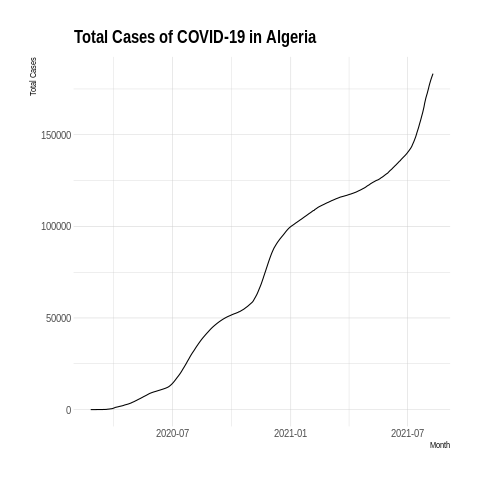 Total Cases of COVID-19 in Algeria
Total Cases
150000
100000
50000
0
2020-07 2021-01 2021-07
Month